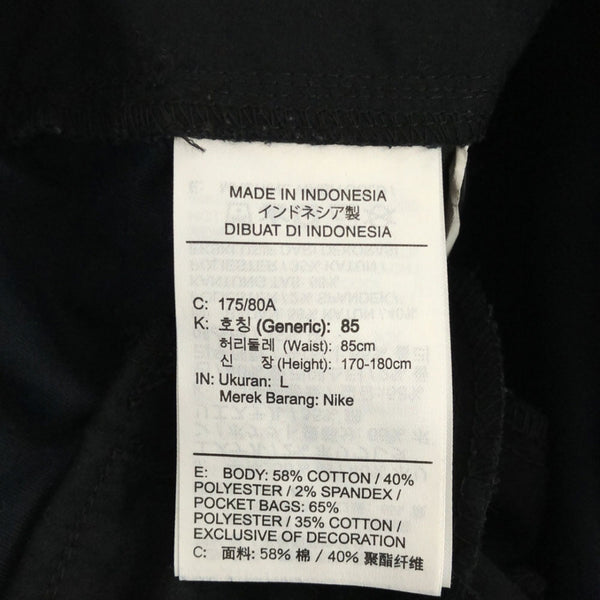 MADE IN INDONESIA
インドネシア製
DIBUAT DI INDONESIA
C: 175/80A
K: 호칭 (Generic): 85
허리둘레 (Waist): 85cm
신 장 (Height): 170-180cm
IN: Ukuran: L
Merek Barang: Nike
E: BODY: 58% COTTON / 40%
POLYESTER / 2% SPANDEX /
POCKET BAGS: 65%
POLYESTER / 35% COTTON /
EXCLUSIVE OF DECORATION
C: 面料: 58% 棉 / 40% 聚酯纤维